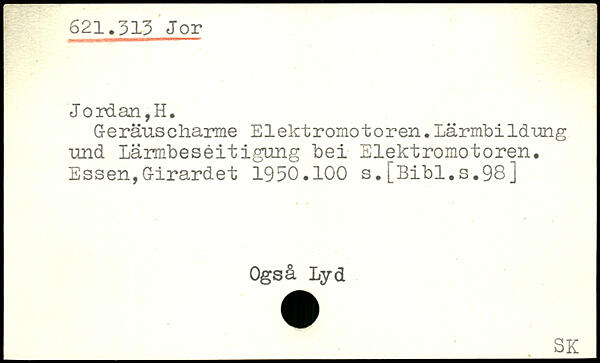 621.313 Jor
Jordan,H.
Geräuscharme Elektromotoren.Lärmbildung
und Lärmbeseitigung bei Elektromotoren.
Essen,Girardet 1950.100 s.[Bibl.s.98]
Også Lyd
SK